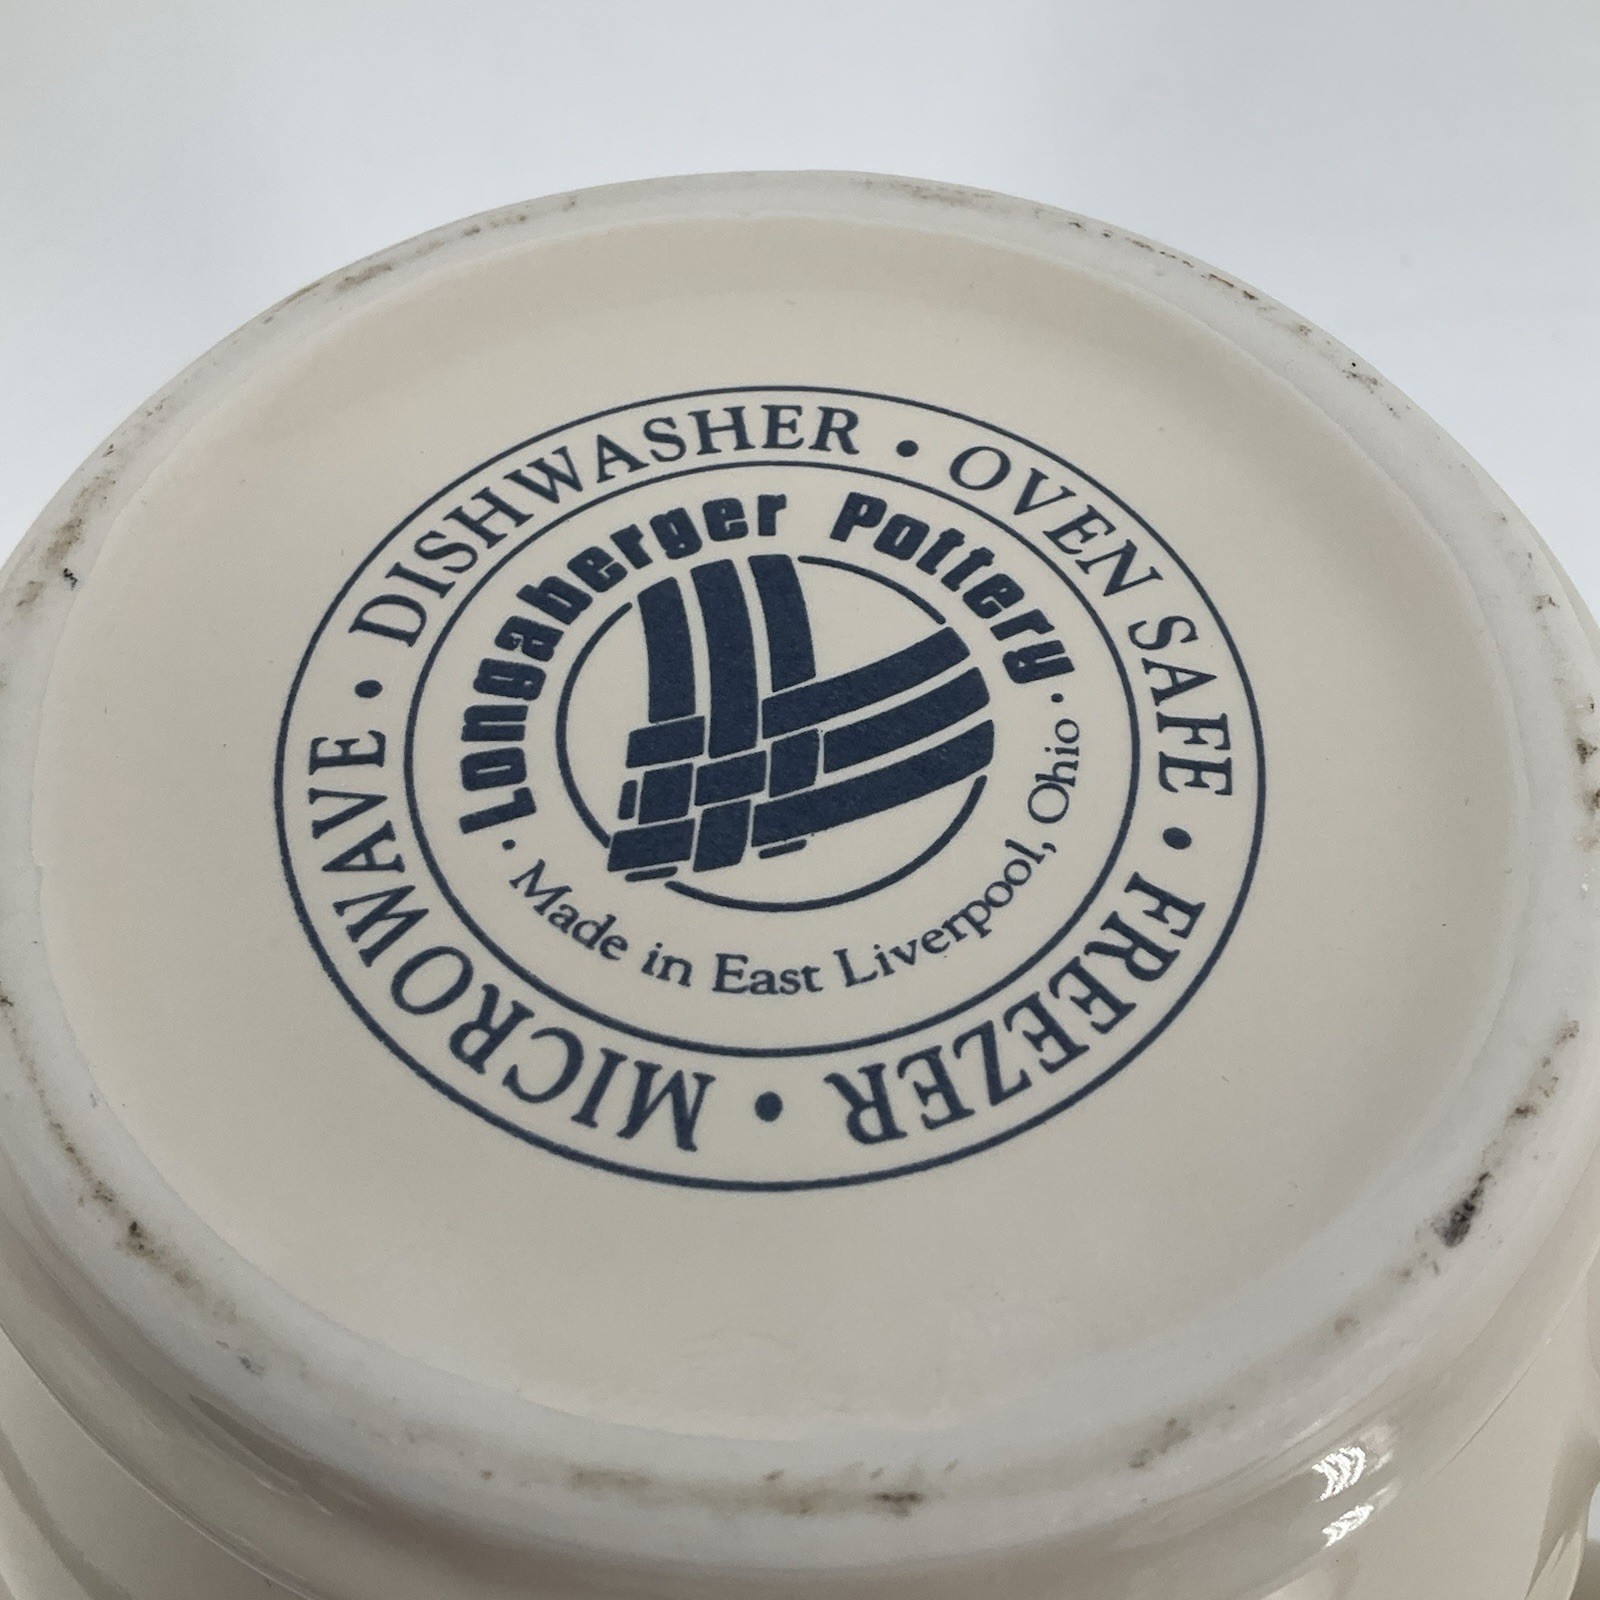 MICROWAVE • DISHWASHER • OVEN SAFE • FREEZER •
Longaberger Pottery
• Made in East Liverpool, Ohio •